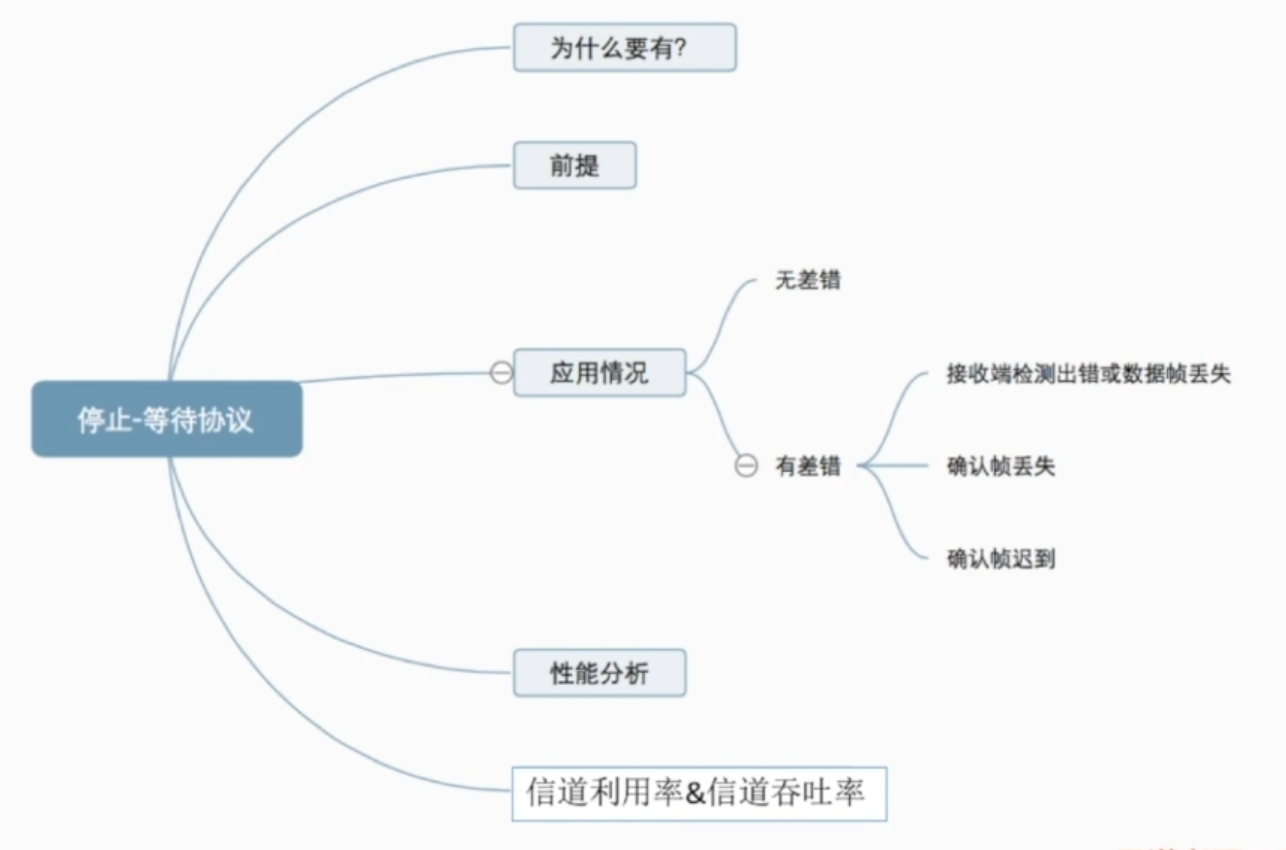 为什么要有?
前提
无差错
应用情况
接收端检测出错或数据帧丢失
停止-等待协议
有差错
确认帧丢失
确认帧迟到
性能分析
信道利用率&信道吞吐率